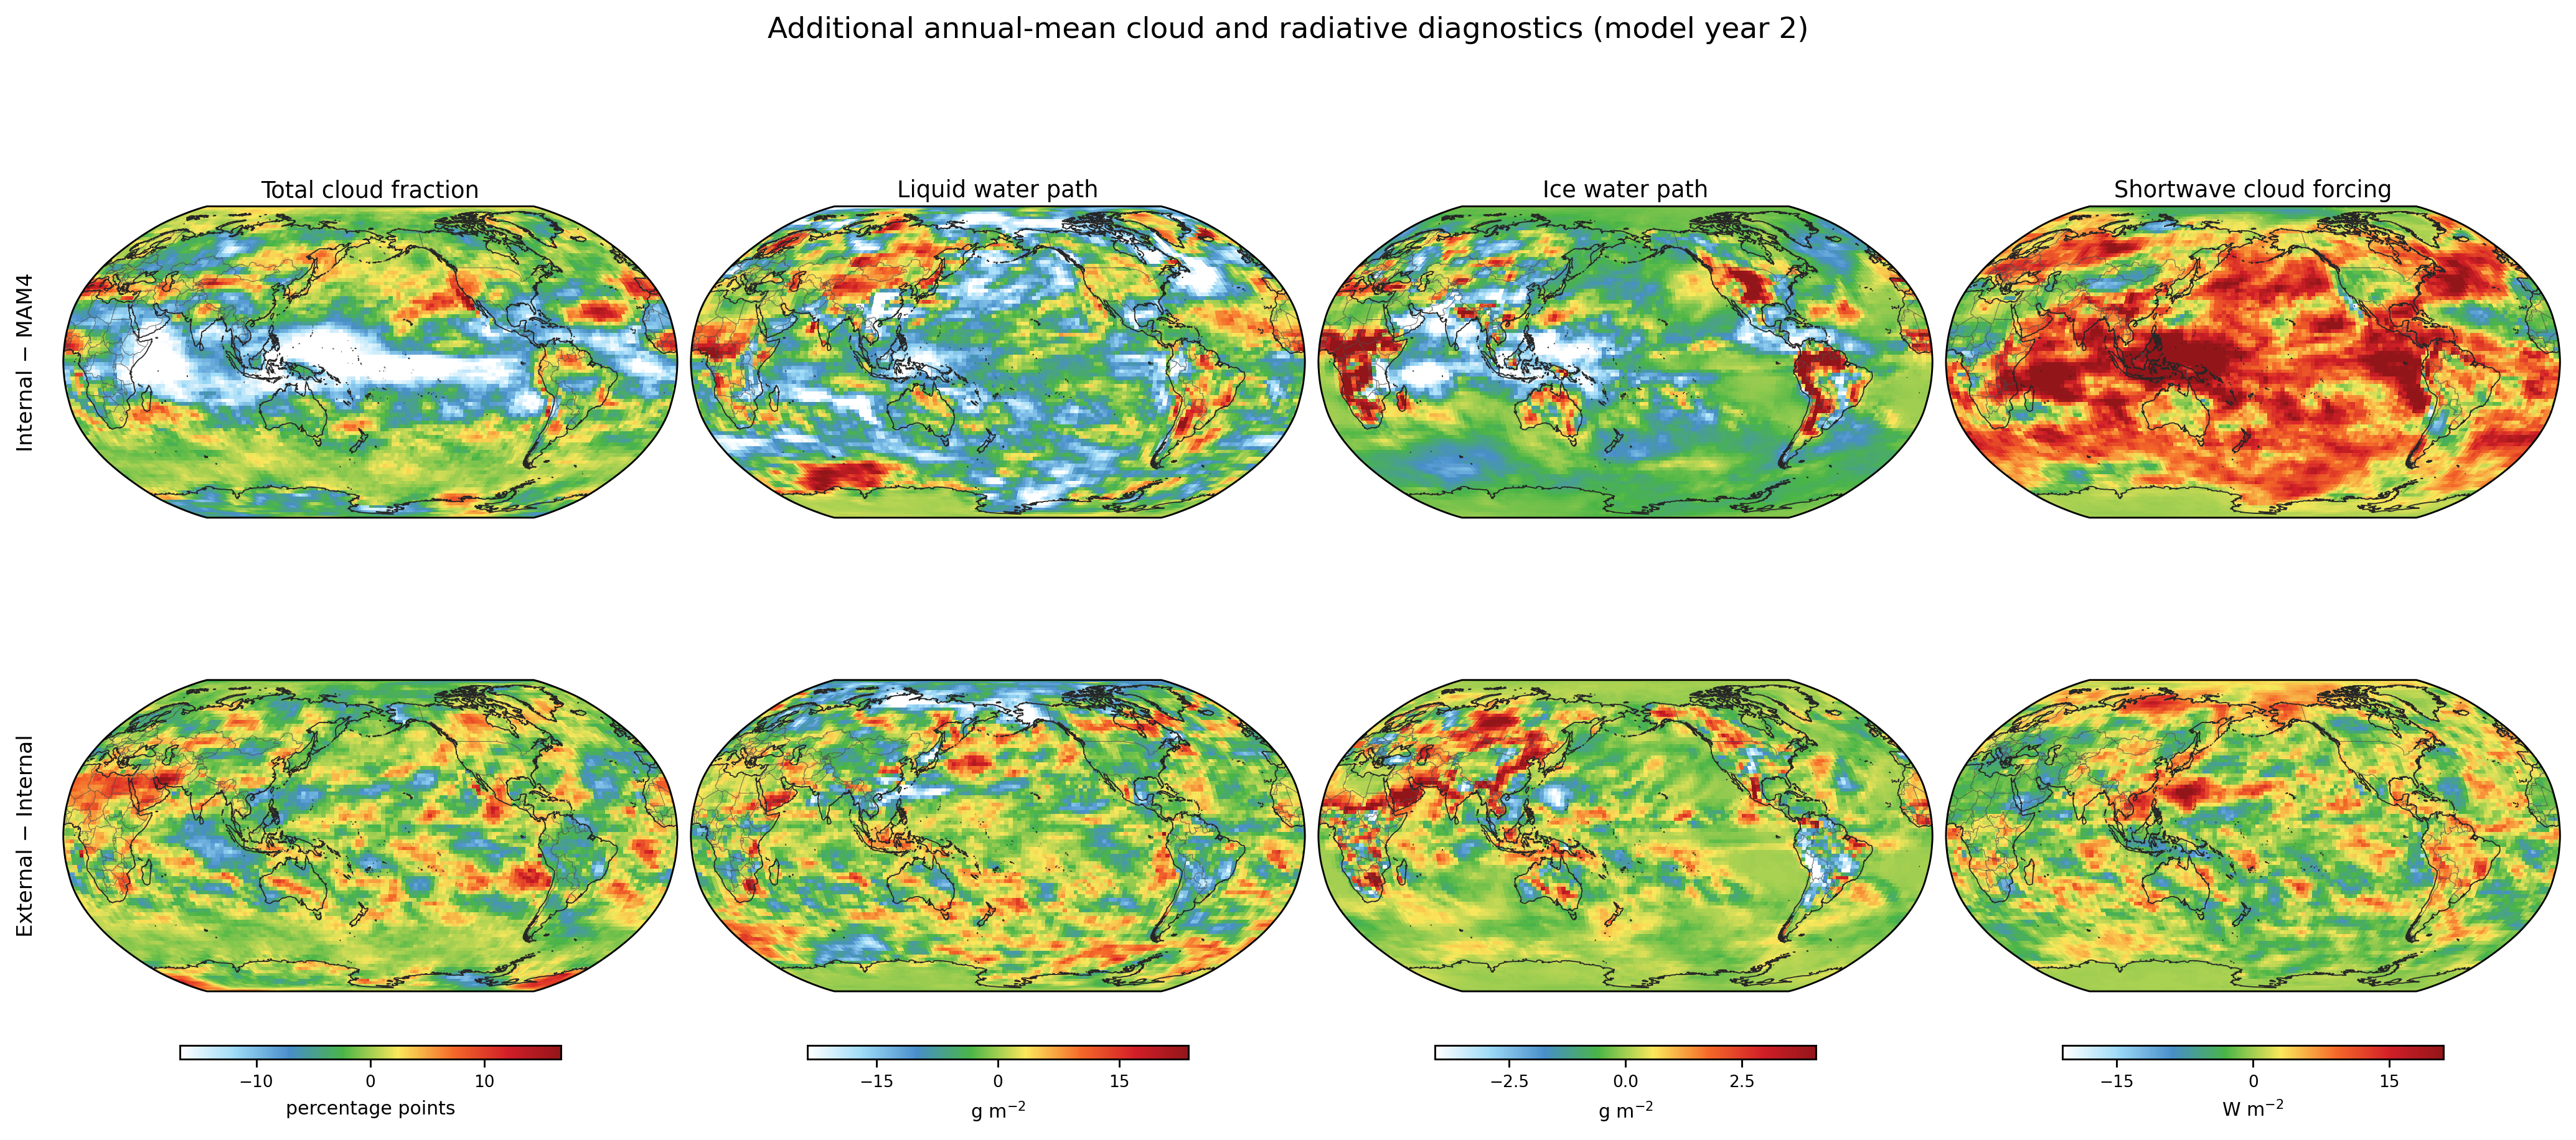 Additional annual-mean cloud and radiative diagnostics (model year 2)
Total cloud fraction
Liquid water path
Ice water path
Shortwave cloud forcing
Internal − MAM4
External − Internal
−10 0 10
percentage points
−15 0 15
g m⁻²
−2.5 0.0 2.5
g m⁻²
−15 0 15
W m⁻²